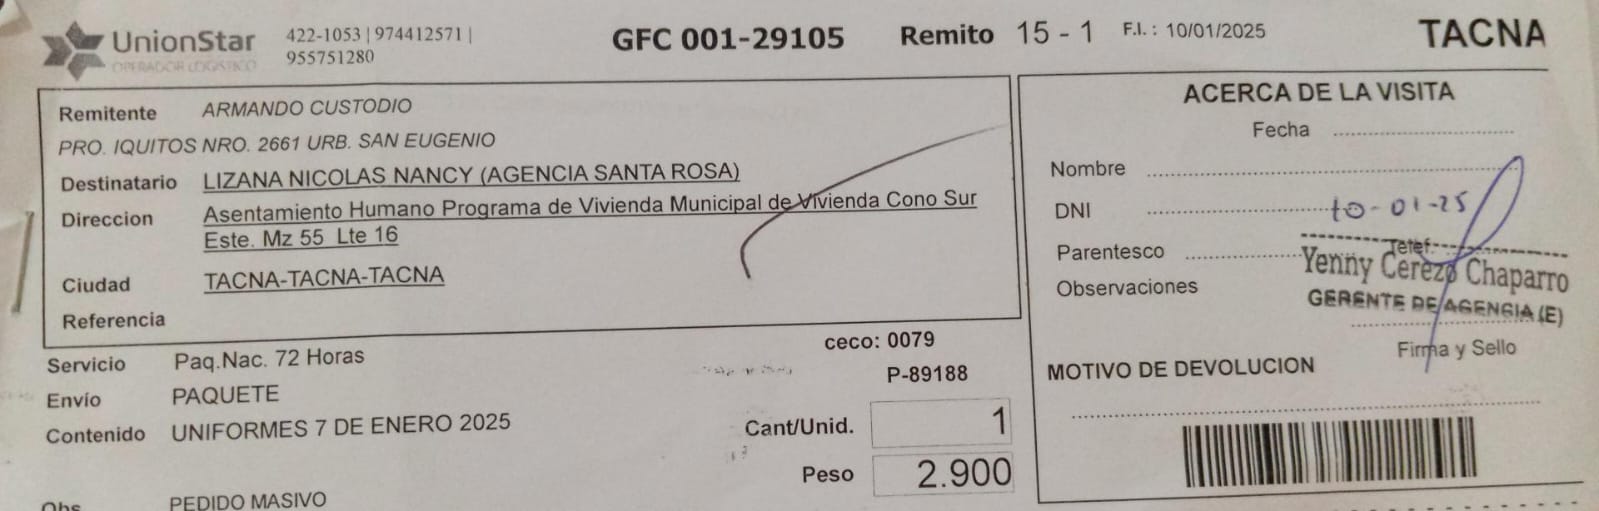 UnionStar
OPERADOR LOGISTICO
422-1053 | 974412571 |
955751280
GFC 001-29105
Remito 15 - 1
F.I. : 10/01/2025
TACNA
Remitente ARMANDO CUSTODIO
PRO. IQUITOS NRO. 2661 URB. SAN EUGENIO
Destinatario LIZANA NICOLAS NANCY (AGENCIA SANTA ROSA)
Direccion Asentamiento Humano Programa de Vivienda Municipal de Vivienda Cono Sur
Este. Mz 55 Lte 16
Ciudad TACNA-TACNA-TACNA
Referencia
Servicio Paq.Nac. 72 Horas
ceco: 0079
Envío PAQUETE
P-89188
Contenido UNIFORMES 7 DE ENERO 2025
Cant/Unid. 1
Peso 2.900
Obs PEDIDO MASIVO
ACERCA DE LA VISITA
Fecha
Nombre
DNI 10-01-25
Telef.
Parentesco Yenny Cerezo Chaparro
Observaciones GERENTE DE AGENCIA (E)
Firma y Sello
MOTIVO DE DEVOLUCION